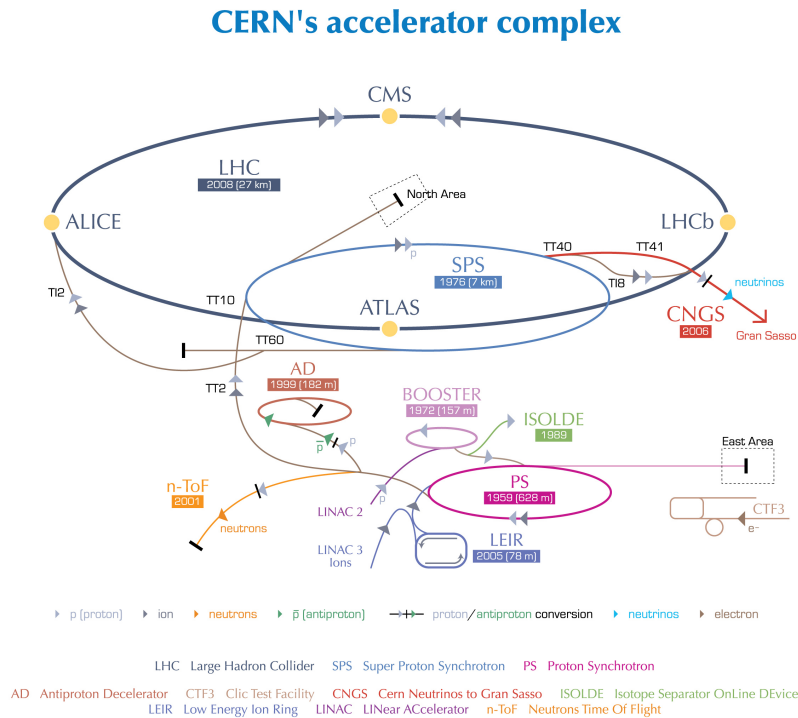 CERN's accelerator complex
CMS
LHC
2008 (27 km)
North Area
ALICE
LHCb
TT40
TT41
p
SPS
1976 (7 km)
TI8
neutrinos
TI2
TT10
ATLAS
CNGS
2006
Gran Sasso
TT60
AD
1999 (182 m)
TT2
BOOSTER
1972 (157 m)
ISOLDE
1989
p̅
p
East Area
n-ToF
2001
PS
1959 (628 m)
p
LINAC 2
neutrons
CTF3
e⁻
LEIR
2005 (78 m)
LINAC 3
Ions
p (proton) ion neutrons p̅ (antiproton) proton/antiproton conversion neutrinos electron
LHC Large Hadron Collider SPS Super Proton Synchrotron PS Proton Synchrotron
AD Antiproton Decelerator CTF3 Clic Test Facility CNGS Cern Neutrinos to Gran Sasso ISOLDE Isotope Separator OnLine DEvice
LEIR Low Energy Ion Ring LINAC LINear ACcelerator n-ToF Neutrons Time Of Flight